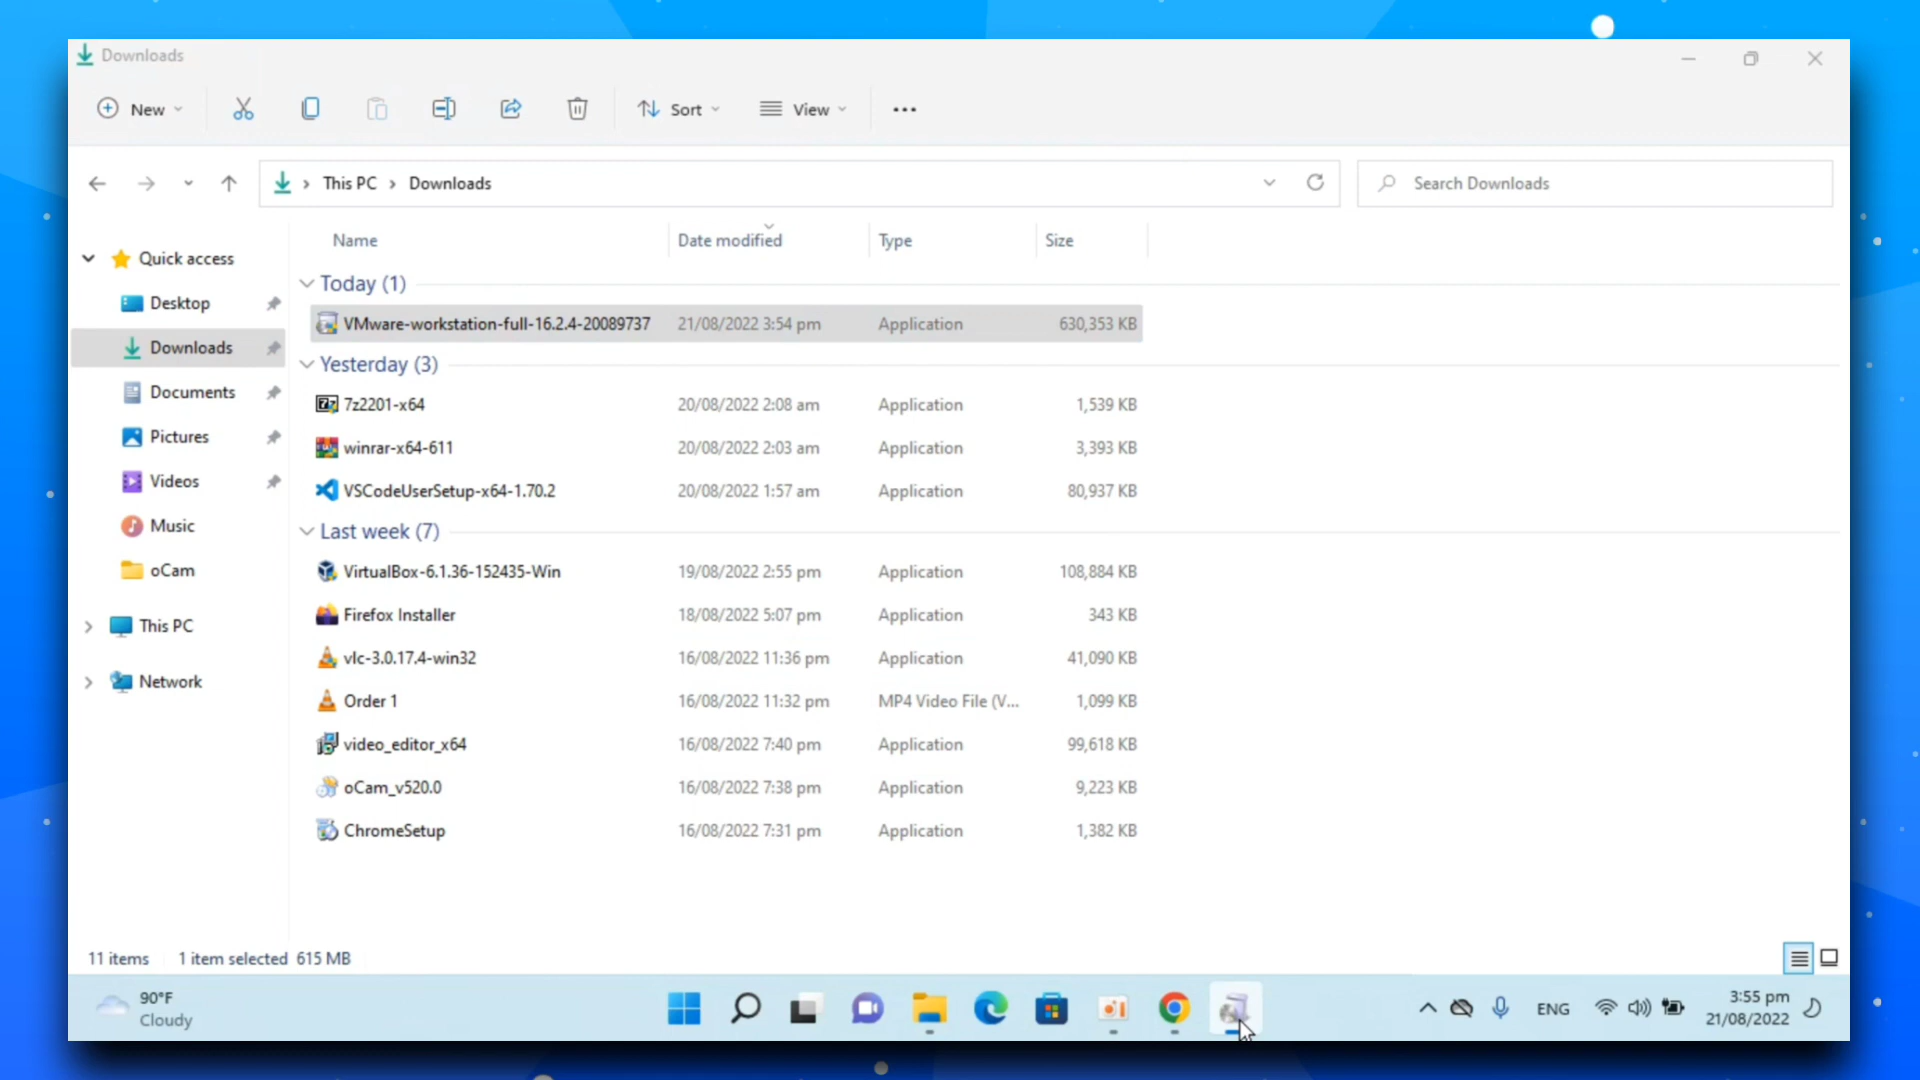 Downloads
New
Sort
View
This PC
Downloads
Search Downloads
Name
Date modified
Type
Size
Quick access
Desktop
Downloads
Documents
Pictures
Videos
Music
oCam
This PC
Network
Today (1)
VMware-workstation-full-16.2.4-20089737 21/08/2022 3:54 pm Application 630,353 KB
Yesterday (3)
7z2201-x64 20/08/2022 2:08 am Application 1,539 KB
winrar-x64-611 20/08/2022 2:03 am Application 3,393 KB
VSCodeUserSetup-x64-1.70.2 20/08/2022 1:57 am Application 80,937 KB
Last week (7)
VirtualBox-6.1.36-152435-Win 19/08/2022 2:55 pm Application 108,884 KB
Firefox Installer 18/08/2022 5:07 pm Application 343 KB
vlc-3.0.17.4-win32 16/08/2022 11:36 pm Application 41,090 KB
Order 1 16/08/2022 11:32 pm MP4 Video File (V... 1,099 KB
video_editor_x64 16/08/2022 7:40 pm Application 99,618 KB
oCam_v520.0 16/08/2022 7:38 pm Application 9,223 KB
ChromeSetup 16/08/2022 7:31 pm Application 1,382 KB
11 items 1 item selected 615 MB
90°F
Cloudy
ENG
3:55 pm
21/08/2022